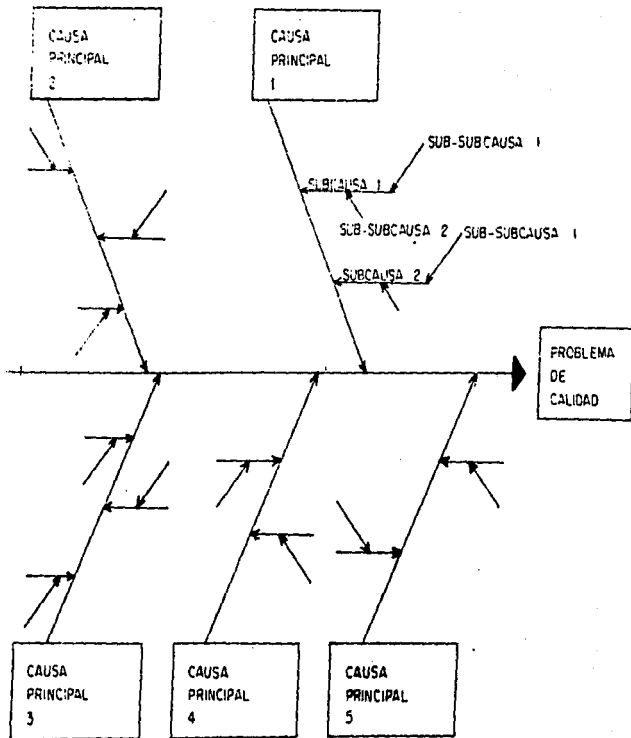 CAUSA
PRINCIPAL
2
CAUSA
PRINCIPAL
1
SUB-SUBCAUSA 1
SUBCAUSA 1
SUB-SUBCAUSA 2
SUB-SUBCAUSA 1
SUBCAUSA 2
PROBLEMA
DE
CALIDAD
CAUSA
PRINCIPAL
3
CAUSA
PRINCIPAL
4
CAUSA
PRINCIPAL
5